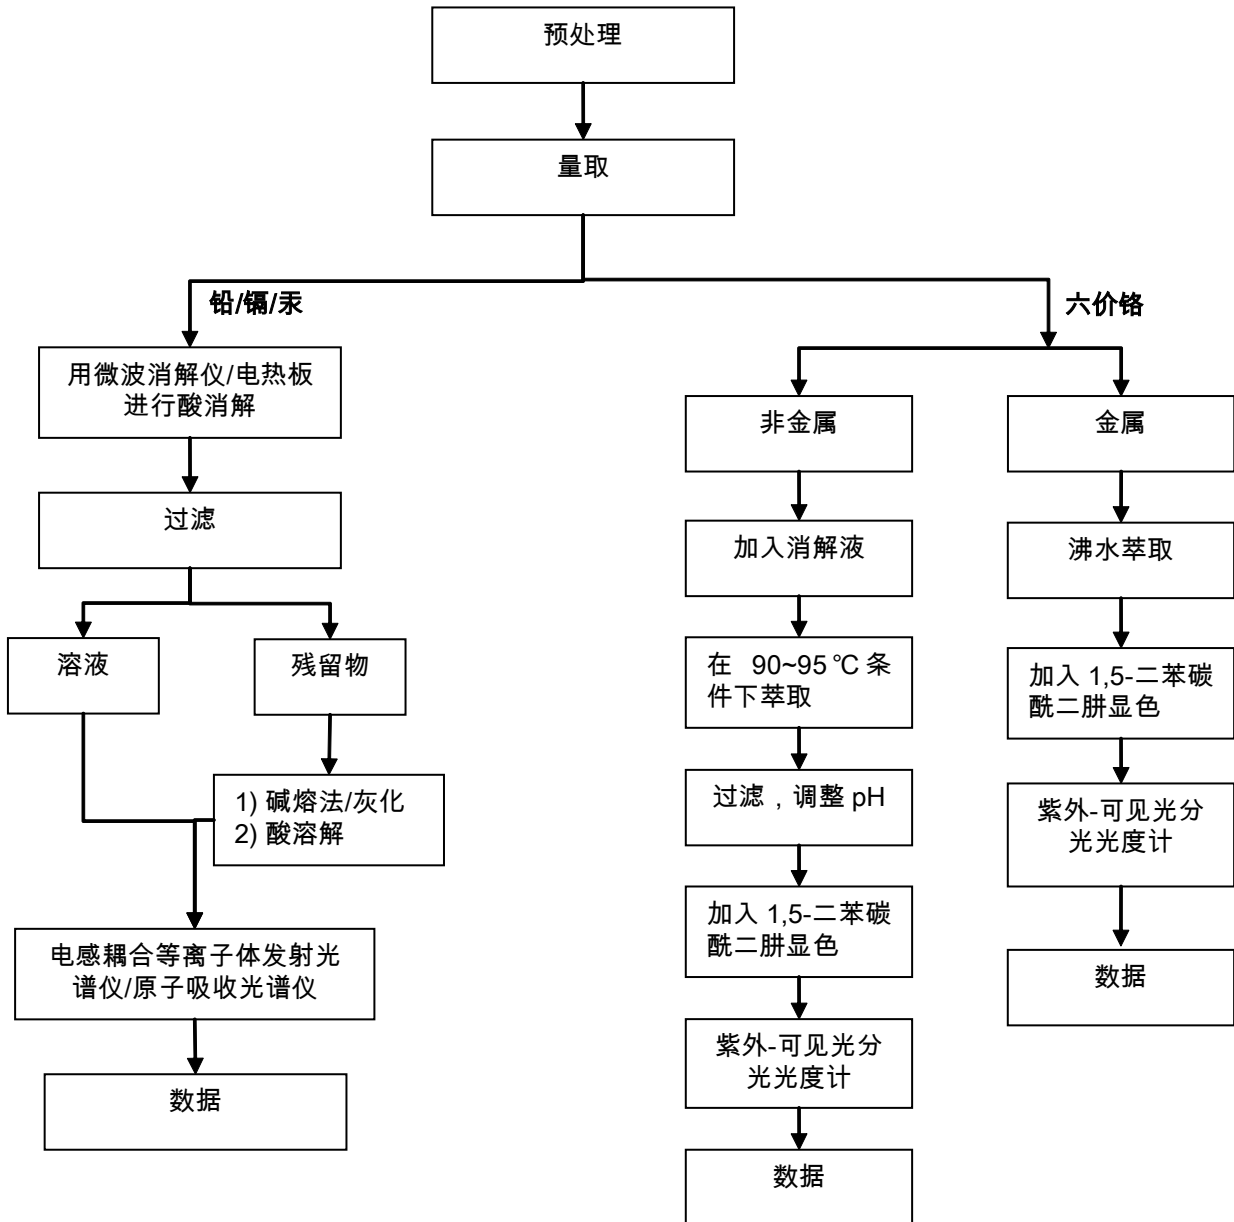 预处理
量取
铅/镉/汞
用微波消解仪/电热板
进行酸消解
过滤
溶液
残留物
1) 碱熔法/灰化
2) 酸溶解
电感耦合等离子体发射光
谱仪/原子吸收光谱仪
数据
六价铬
非金属
加入消解液
在 90~95 ℃ 条
件下萃取
过滤，调整 pH
加入 1,5-二苯碳
酰二肼显色
紫外-可见光分
光光度计
数据
金属
沸水萃取
加入 1,5-二苯碳
酰二肼显色
紫外-可见光分
光光度计
数据